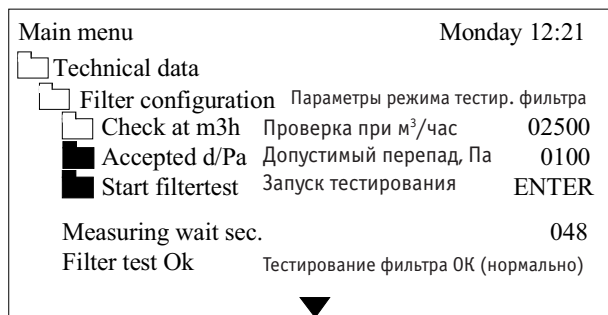 Main menu Monday 12:21
Technical data
Filter configuration Параметры режима тестир. фильтра
Check at m3h Проверка при м³/час 02500
Accepted d/Pa Допустимый перепад, Па 0100
Start filtertest Запуск тестирования ENTER
Measuring wait sec. 048
Filter test Ok Тестирование фильтра ОК (нормально)